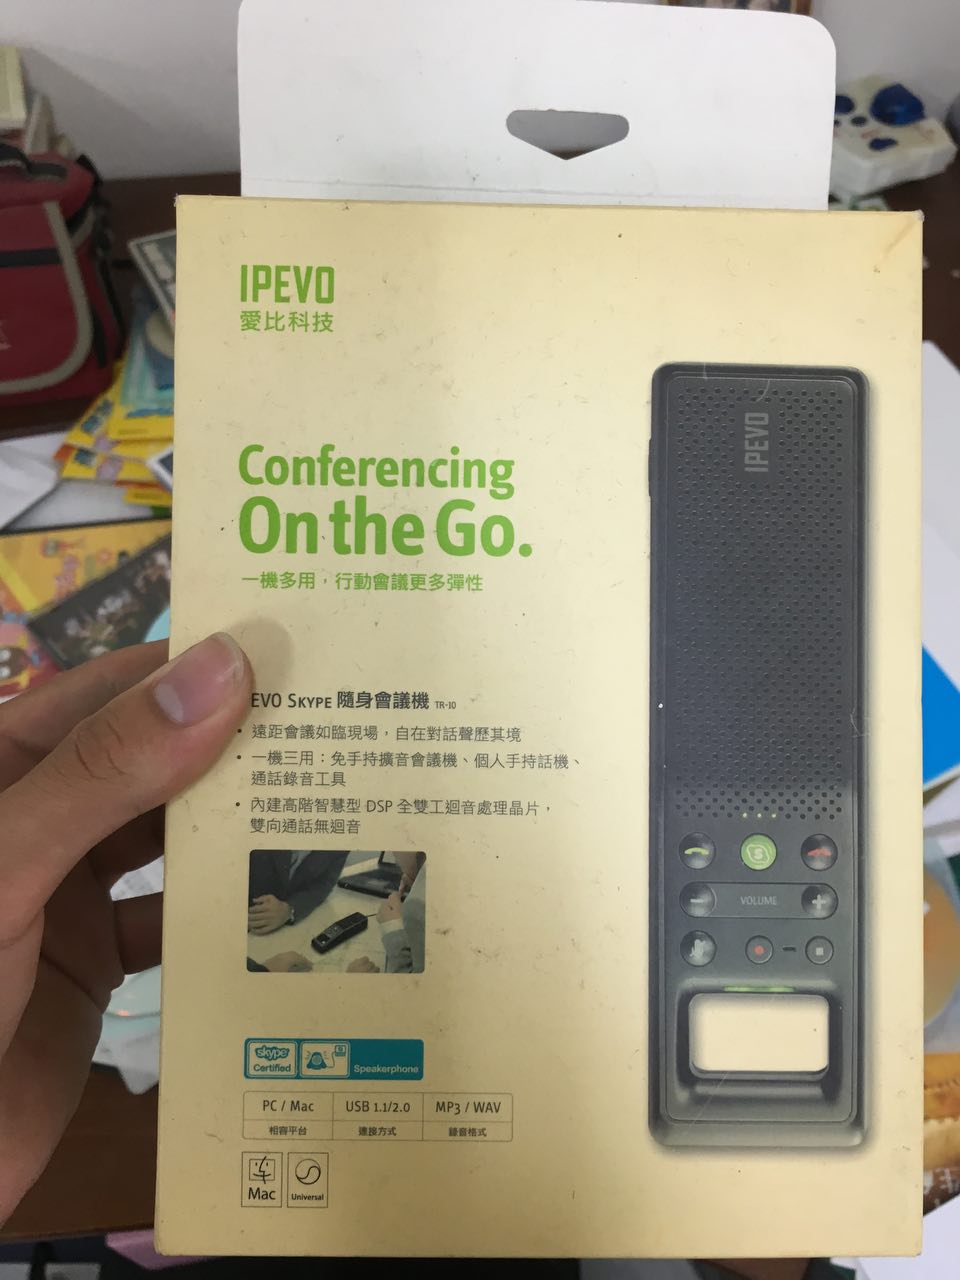 IPEVO
愛比科技
IPEVO
Conferencing
On the Go.
一機多用，行動會議更多彈性
EVO SKYPE 隨身會議機 TR-10
• 遠距會議如臨現場，自在對話聲歷其境
• 一機三用：免手持擴音會議機、個人手持話機、
通話錄音工具
• 內建高階智慧型 DSP 全雙工迴音處理晶片，
雙向通話無迴音
S
VOLUME
skype
Certified
Speakerphone
PC / Mac
USB 1.1/2.0
MP3 / WAV
相容平台
連接方式
錄音格式
Mac
Universal